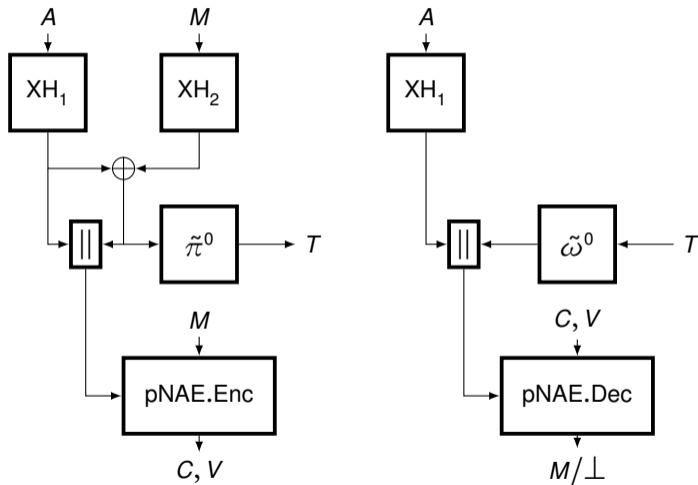 A M A
XH₁ XH₂ XH₁
|| π̃⁰ T || ω̃⁰ T
M C, V
pNAE.Enc pNAE.Dec
C, V M/⊥